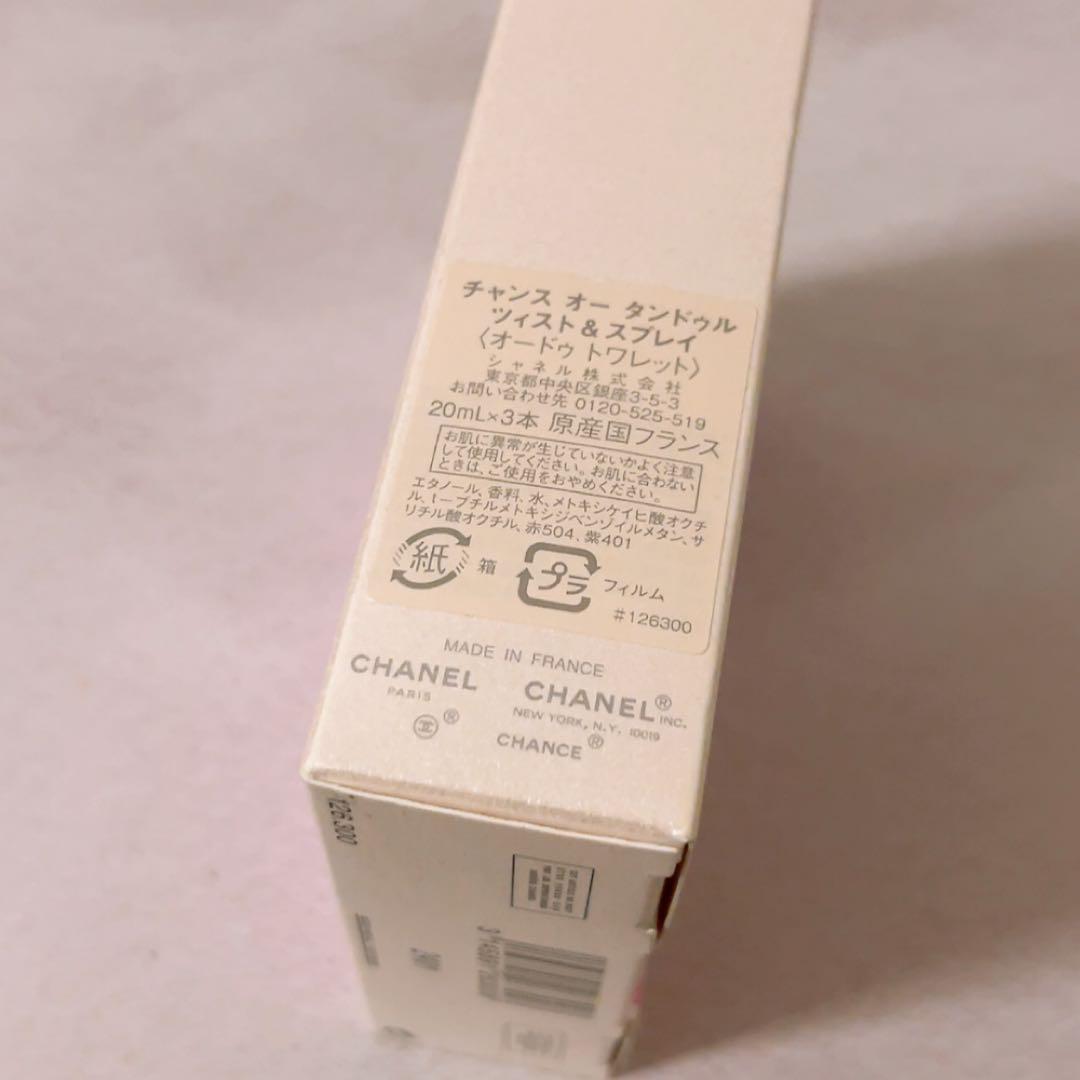 チャンス オー タンドゥル
ツィスト&スプレイ
〈オードゥ トワレット〉
シャネル株式会社
東京都中央区銀座3-5-3
お問い合わせ先 0120-525-519
20mL×3本 原産国フランス
お肌に異常が生じていないかよく注意
して使用してください。お肌に合わない
ときは、ご使用をおやめください。
エタノール、香料、水、メトキシケイヒ酸オクチ
ル、t-ブチルメトキシジベンゾイルメタン、サ
リチル酸オクチル、赤504、紫401
紙 箱 プラ フィルム
#126300
MADE IN FRANCE
CHANEL
PARIS
CHANEL® INC.
NEW YORK, N.Y. 10019
®
CHANCE®
126.300